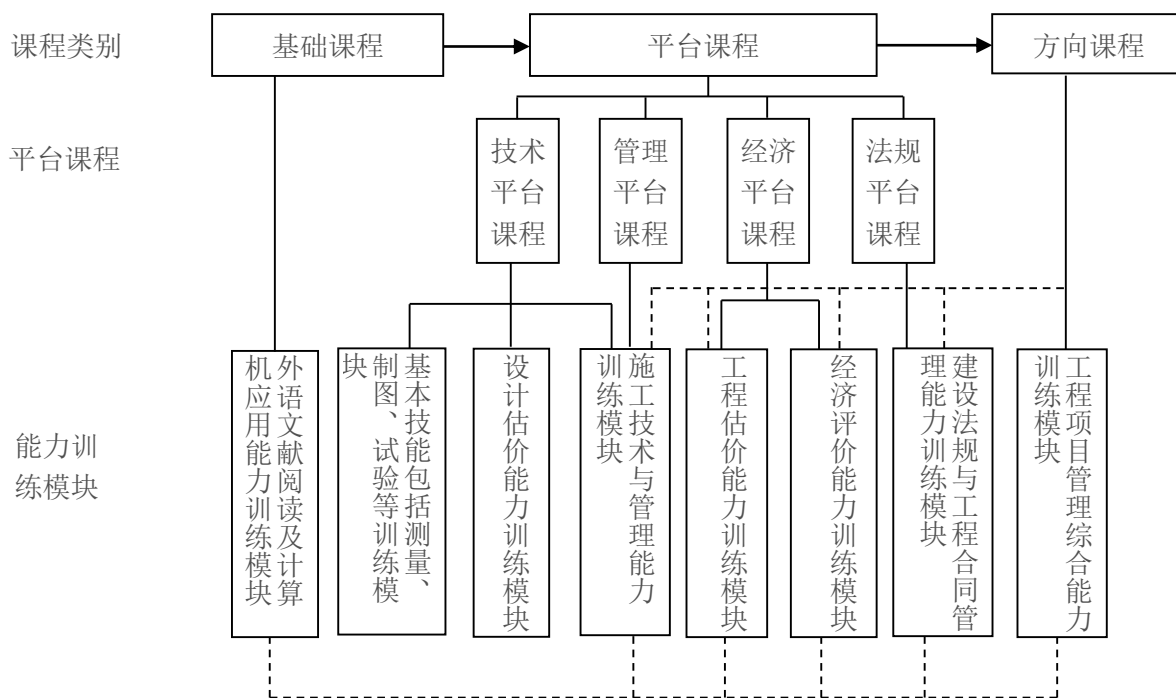 课程类别
基础课程
平台课程
方向课程
平台课程
技术
平台
课程
管理
平台
课程
经济
平台
课程
法规
平台
课程
能力训
练模块
外语文献阅读及计算
机应用能力训练模块
基本技能包括测量、
制图、试验等训练模
块
设计估价能力训练模块
施工技术与管理能力
训练模块
工程估价能力训练模块
经济评价能力训练模块
建设法规与工程合同管
理能力训练模块
工程项目管理综合能力
训练模块